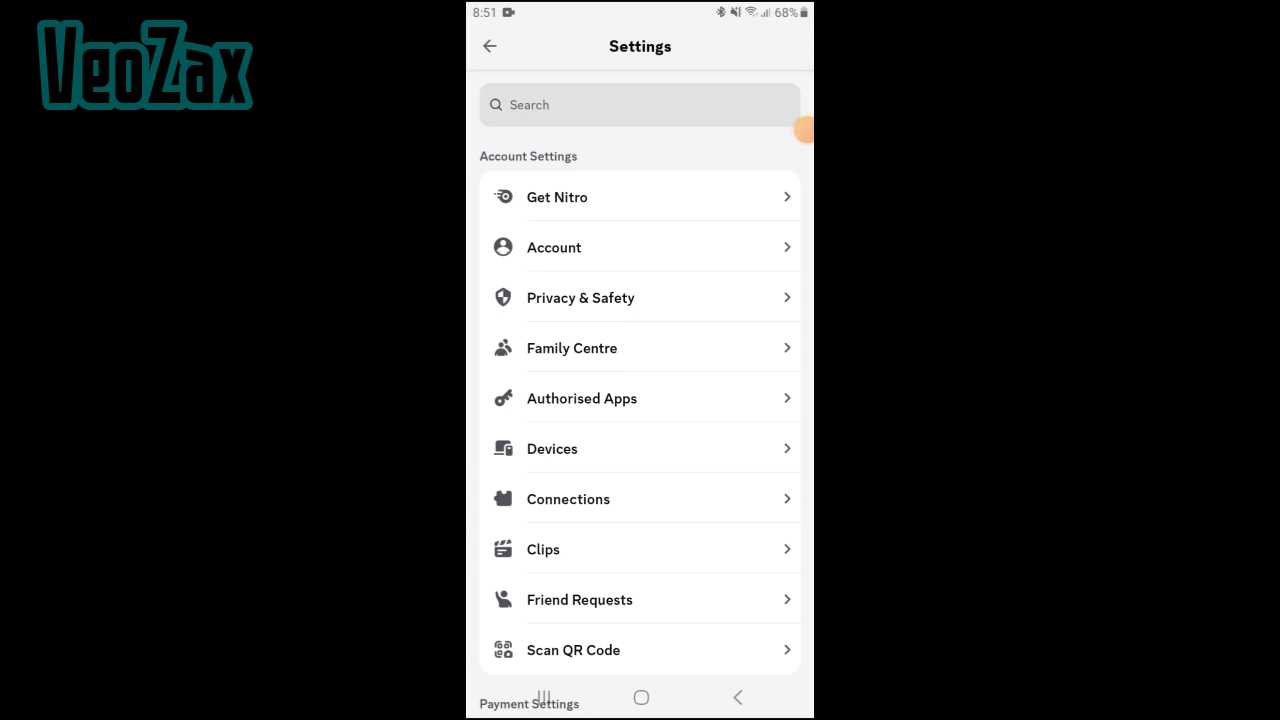 VeoZax
8:51
68%
Settings
Search
Account Settings
Get Nitro
Account
Privacy & Safety
Family Centre
Authorised Apps
Devices
Connections
Clips
Friend Requests
Scan QR Code
Payment Settings